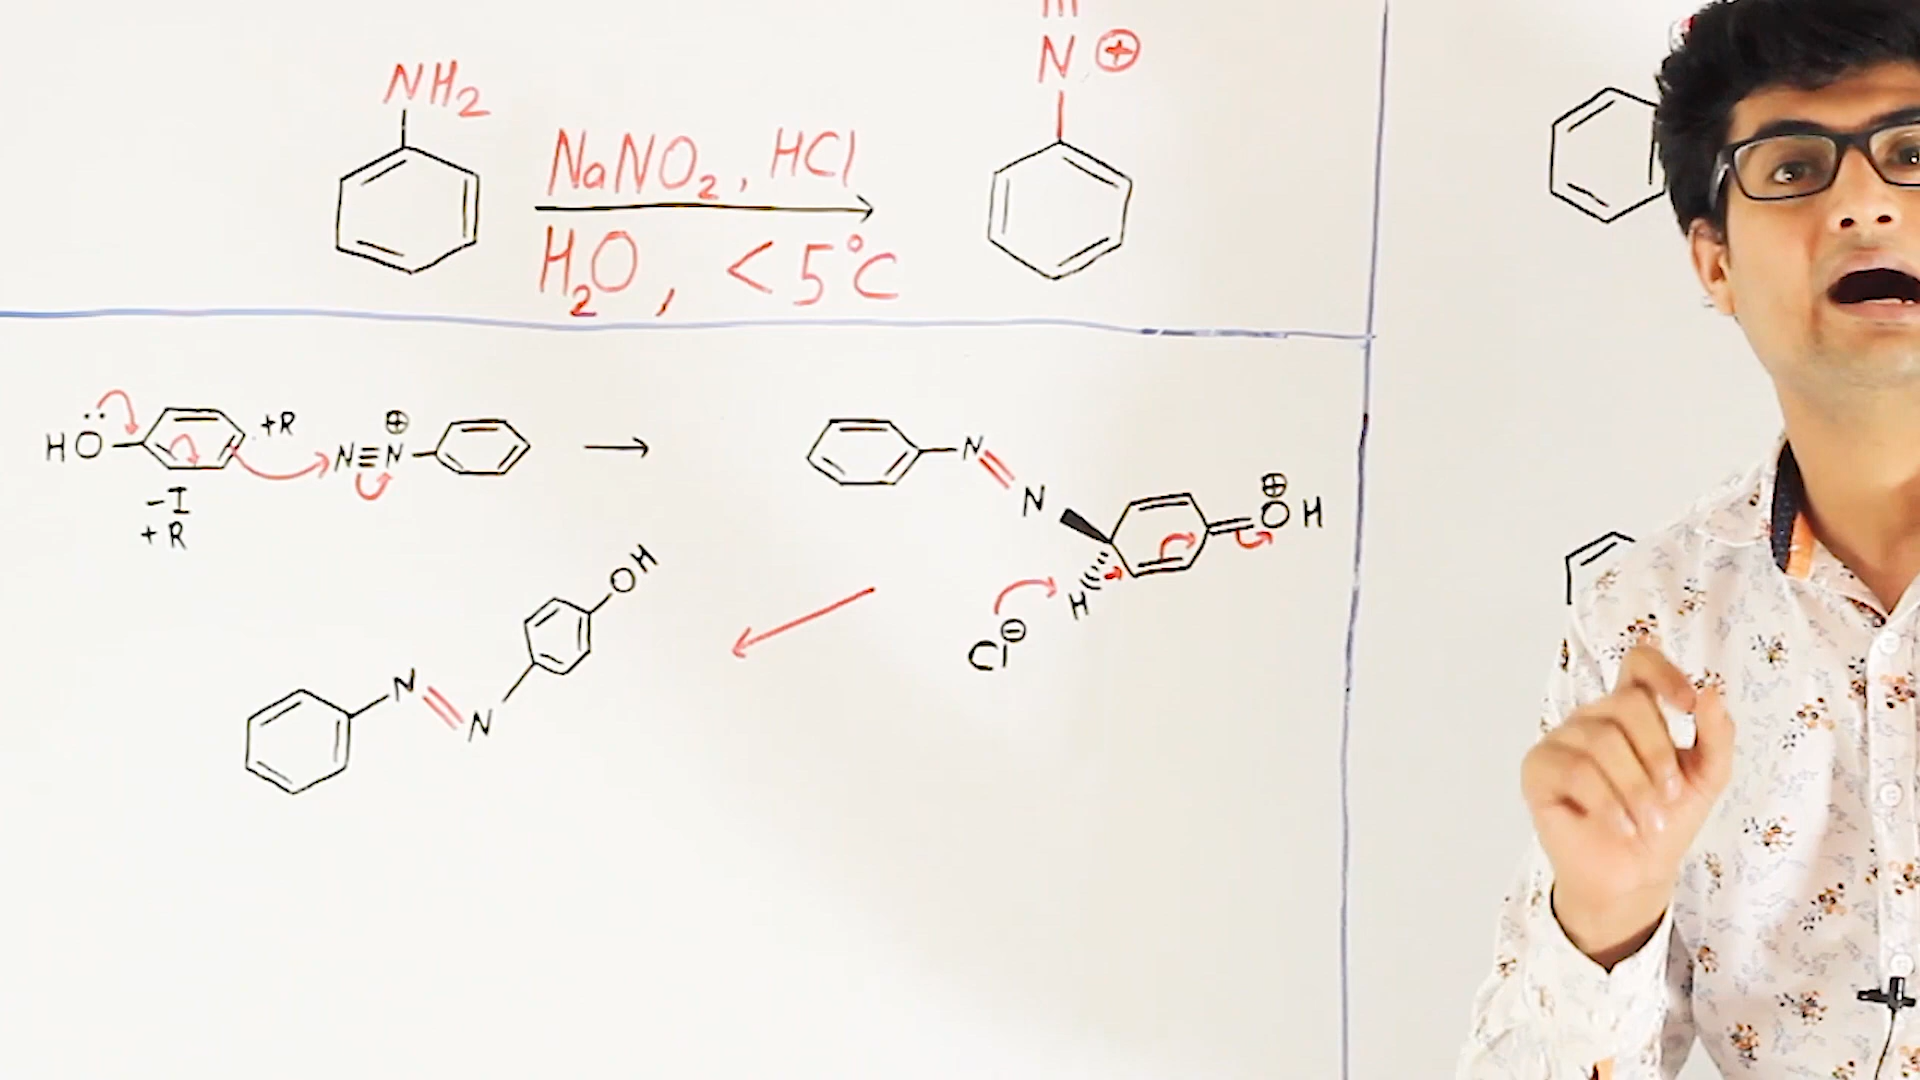 NH2
N ⊕
NaNO2, HCl
H2O, < 5°C
HO +R N≡N ⊕
-I
+R
N=N
H
⊕
OH
Cl⊖
OH
N=N